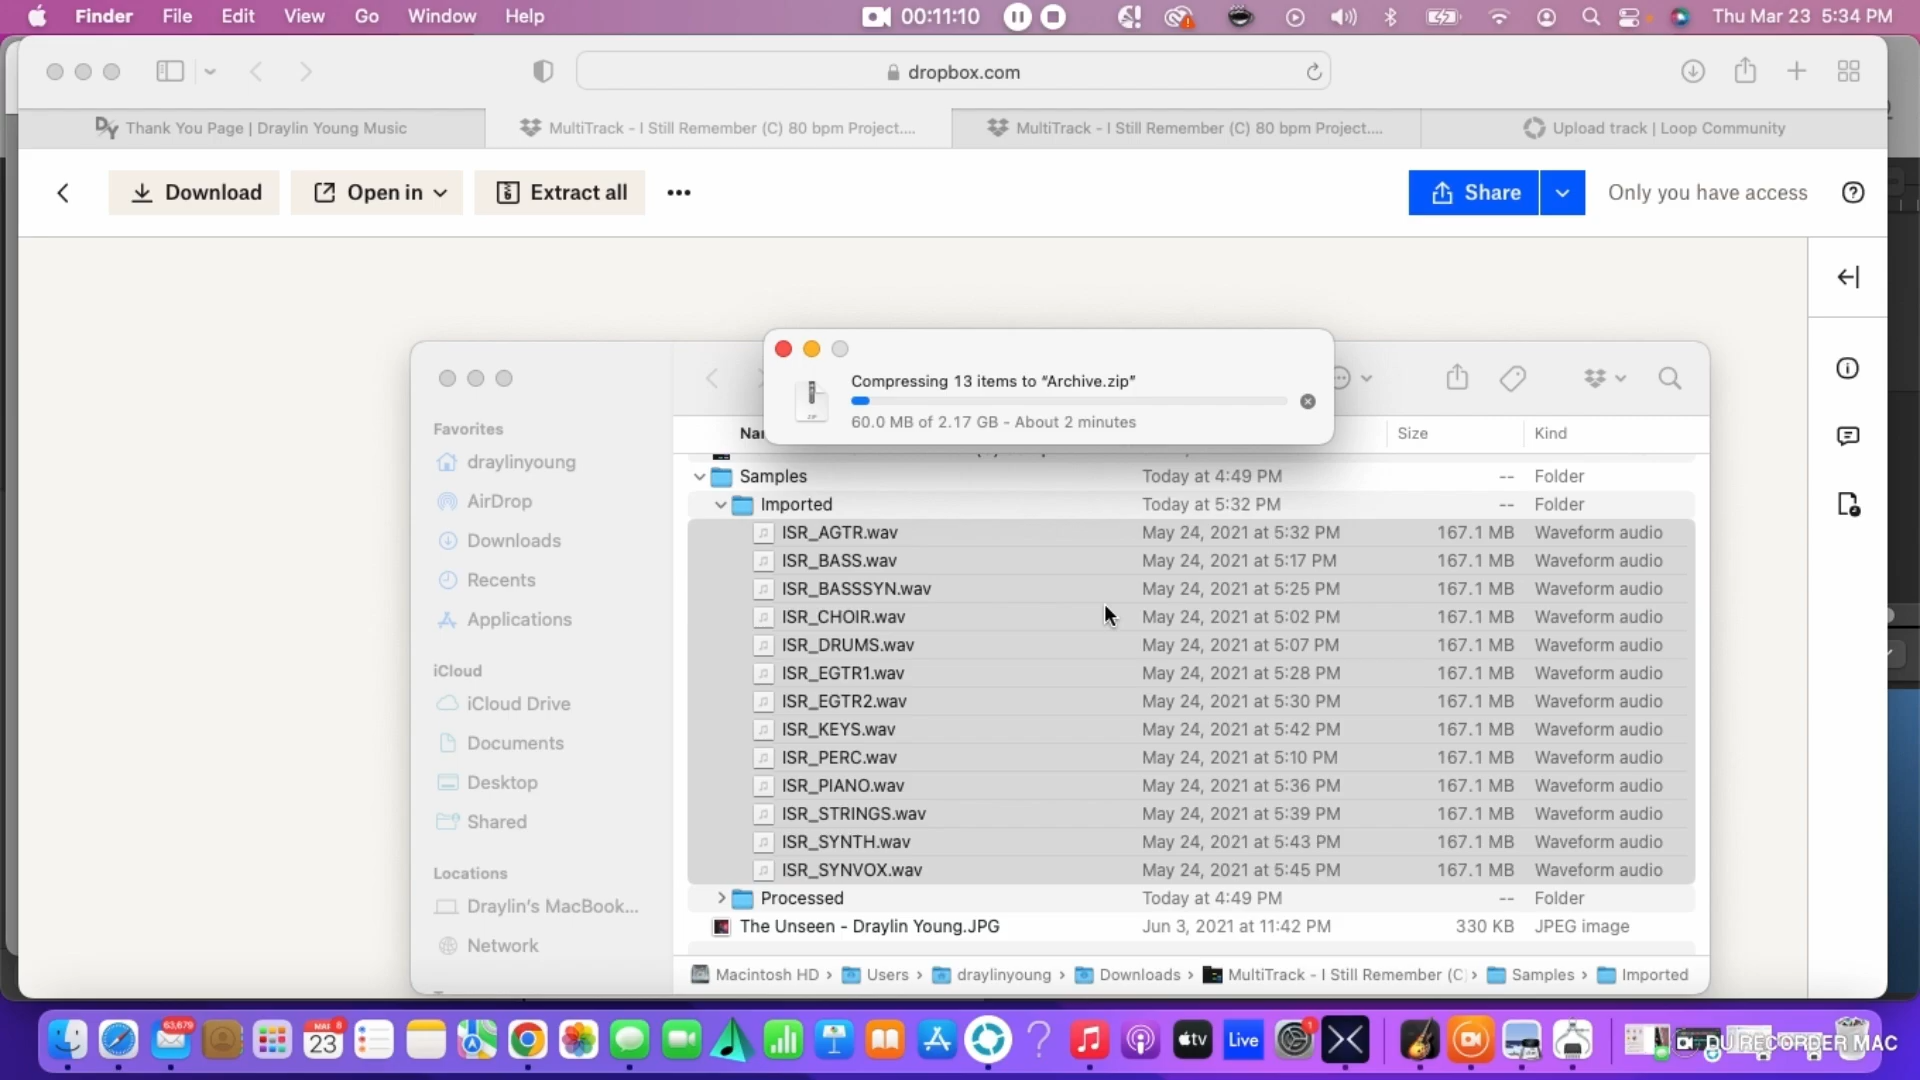 Finder File Edit View Go Window Help 00:11:10 Thu Mar 23 5:34 PM
dropbox.com
Thank You Page | Draylin Young Music MultiTrack - I Still Remember (C) 80 bpm Project.... MultiTrack - I Still Remember (C) 80 bpm Project.... Upload track | Loop Community
Download Open in Extract all ••• Share Only you have access
Compressing 13 items to “Archive.zip”
60.0 MB of 2.17 GB - About 2 minutes
Size Kind
Favorites
draylinyoung
AirDrop
Downloads
Recents
Applications
iCloud
iCloud Drive
Documents
Desktop
Shared
Locations
Draylin’s MacBook...
Network
Samples Today at 4:49 PM -- Folder
Imported Today at 5:32 PM -- Folder
ISR_AGTR.wav May 24, 2021 at 5:32 PM 167.1 MB Waveform audio
ISR_BASS.wav May 24, 2021 at 5:17 PM 167.1 MB Waveform audio
ISR_BASSSYN.wav May 24, 2021 at 5:25 PM 167.1 MB Waveform audio
ISR_CHOIR.wav May 24, 2021 at 5:02 PM 167.1 MB Waveform audio
ISR_DRUMS.wav May 24, 2021 at 5:07 PM 167.1 MB Waveform audio
ISR_EGTR1.wav May 24, 2021 at 5:28 PM 167.1 MB Waveform audio
ISR_EGTR2.wav May 24, 2021 at 5:30 PM 167.1 MB Waveform audio
ISR_KEYS.wav May 24, 2021 at 5:42 PM 167.1 MB Waveform audio
ISR_PERC.wav May 24, 2021 at 5:10 PM 167.1 MB Waveform audio
ISR_PIANO.wav May 24, 2021 at 5:36 PM 167.1 MB Waveform audio
ISR_STRINGS.wav May 24, 2021 at 5:39 PM 167.1 MB Waveform audio
ISR_SYNTH.wav May 24, 2021 at 5:43 PM 167.1 MB Waveform audio
ISR_SYNVOX.wav May 24, 2021 at 5:45 PM 167.1 MB Waveform audio
Processed Today at 4:49 PM -- Folder
The Unseen - Draylin Young.JPG Jun 3, 2021 at 11:42 PM 330 KB JPEG image
Macintosh HD › Users › draylinyoung › Downloads › MultiTrack - I Still Remember (C › Samples › Imported
63,679 23 tv Live 1 DU RECORDER MAC